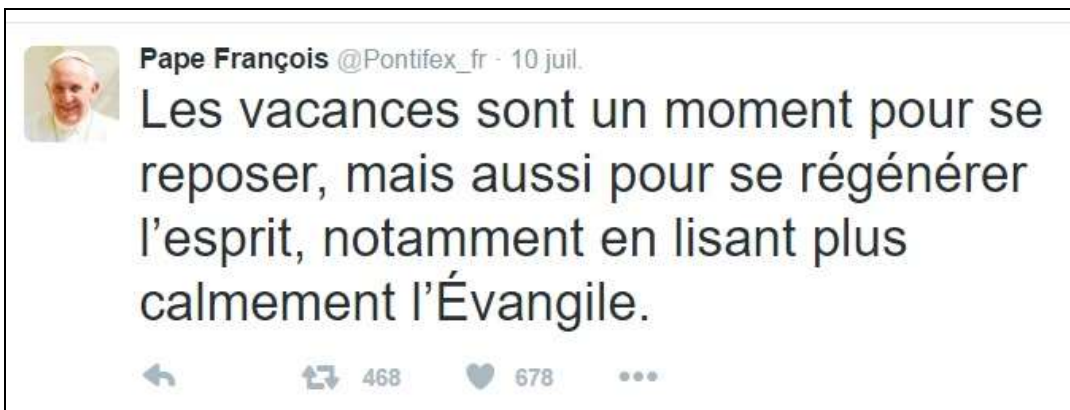 Pape François @Pontifex_fr · 10 juil.
Les vacances sont un moment pour se
reposer, mais aussi pour se régénérer
l’esprit, notamment en lisant plus
calmement l’Évangile.
468 678